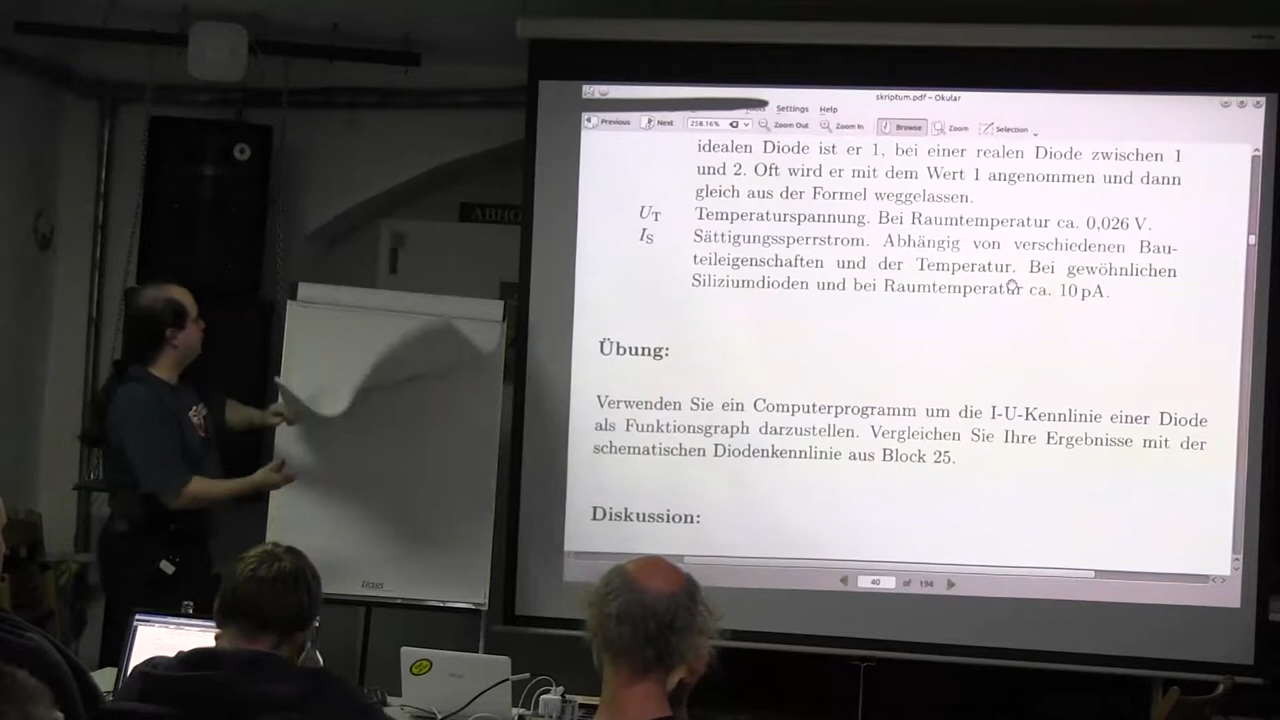 ABHO
skriptum.pdf – Okular
Settings Help
Previous Next 258.16% Zoom Out Zoom In Browse Zoom Selection
idealen Diode ist er 1, bei einer realen Diode zwischen 1
und 2. Oft wird er mit dem Wert 1 angenommen und dann
gleich aus der Formel weggelassen.
UT Temperaturspannung. Bei Raumtemperatur ca. 0,026 V.
IS Sättigungssperrstrom. Abhängig von verschiedenen Bau-
teileigenschaften und der Temperatur. Bei gewöhnlichen
Siliziumdioden und bei Raumtemperatur ca. 10 pA.
Übung:
Verwenden Sie ein Computerprogramm um die I-U-Kennlinie einer Diode
als Funktionsgraph darzustellen. Vergleichen Sie Ihre Ergebnisse mit der
schematischen Diodenkennlinie aus Block 25.
Diskussion:
40 of 194